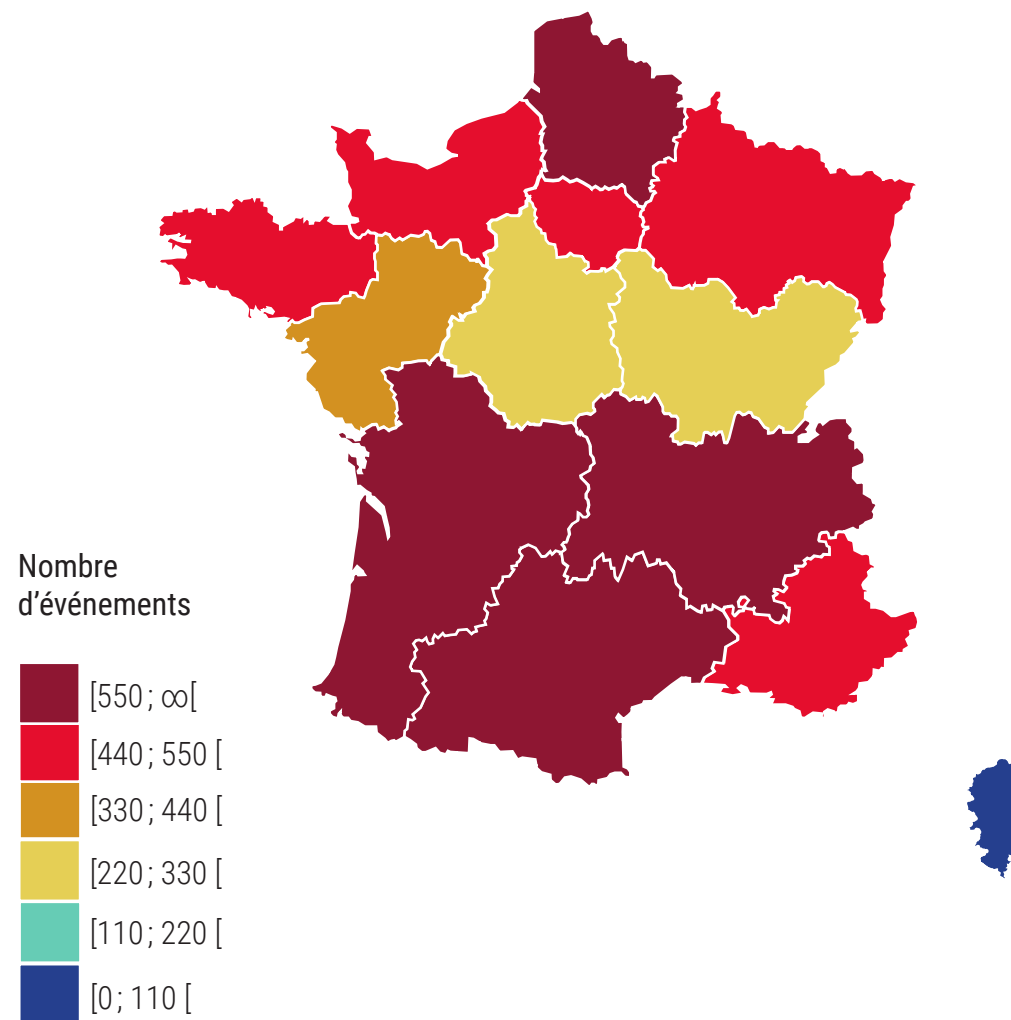 Nombre
d’événements
[550 ; ∞[
[440 ; 550 [
[330 ; 440 [
[220 ; 330 [
[110 ; 220 [
[0 ; 110 [